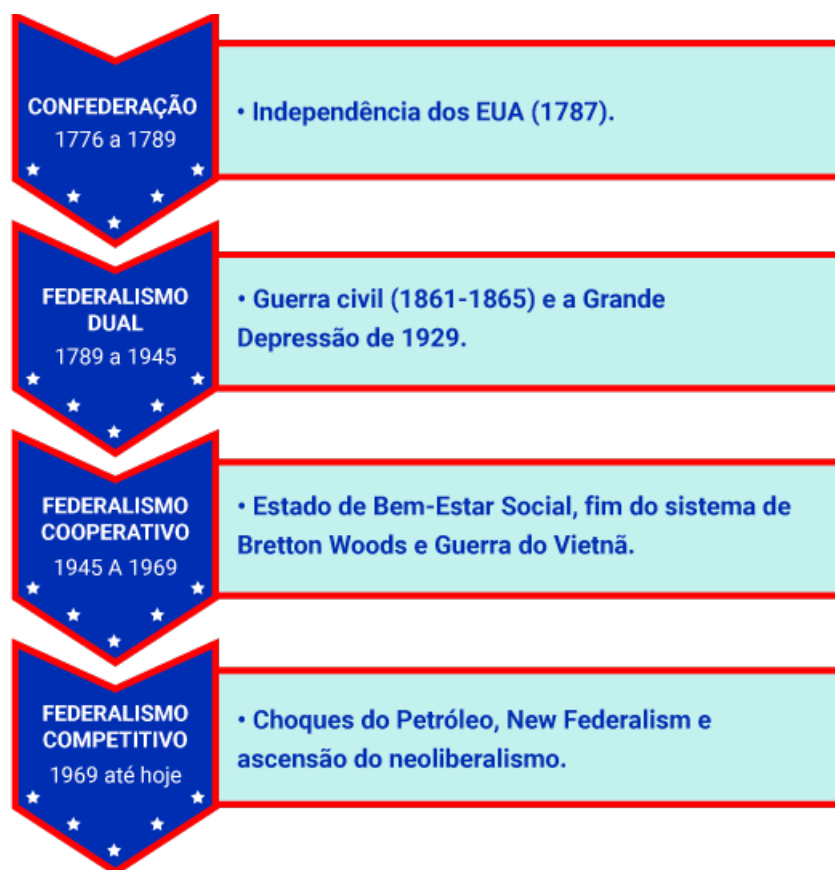 CONFEDERAÇÃO
1776 a 1789
• Independência dos EUA (1787).
FEDERALISMO
DUAL
1789 a 1945
• Guerra civil (1861-1865) e a Grande
Depressão de 1929.
FEDERALISMO
COOPERATIVO
1945 A 1969
• Estado de Bem-Estar Social, fim do sistema de
Bretton Woods e Guerra do Vietnã.
FEDERALISMO
COMPETITIVO
1969 até hoje
• Choques do Petróleo, New Federalism e
ascensão do neoliberalismo.